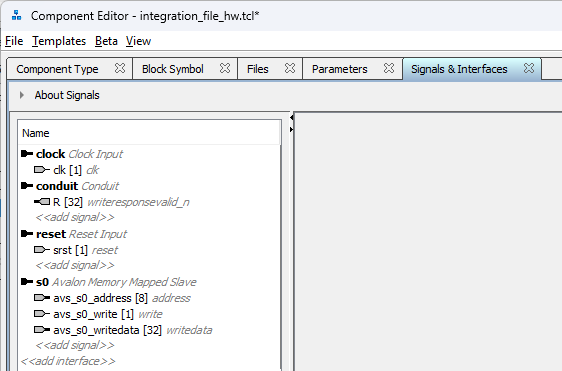 Component Editor - integration_file_hw.tcl*
File Templates Beta View
Component Type Block Symbol Files Parameters Signals & Interfaces
About Signals
Name
clock Clock Input
clk [1] clk
conduit Conduit
R [32] writeresponsevalid_n
<<add signal>>
reset Reset Input
srst [1] reset
<<add signal>>
s0 Avalon Memory Mapped Slave
avs_s0_address [8] address
avs_s0_write [1] write
avs_s0_writedata [32] writedata
<<add signal>>
<<add interface>>